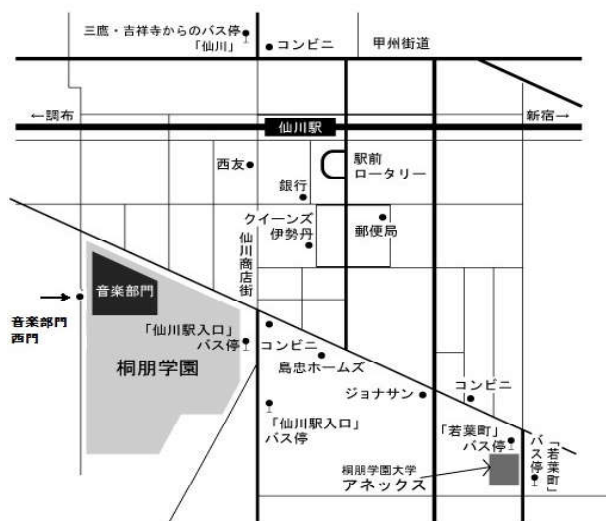 三鷹・吉祥寺からのバス停
「仙川」
コンビニ
甲州街道
←調布
新宿→
仙川駅
西友
駅前
ロータリー
銀行
クイーンズ
伊勢丹
郵便局
仙川商店街
音楽部門
音楽部門
西門
「仙川駅入口」
バス停
コンビニ
桐朋学園
島忠ホームズ
ジョナサン
コンビニ
「仙川駅入口」
バス停
「若葉町」
バス停
「若葉町」
バス停
桐朋学園大学
アネックス